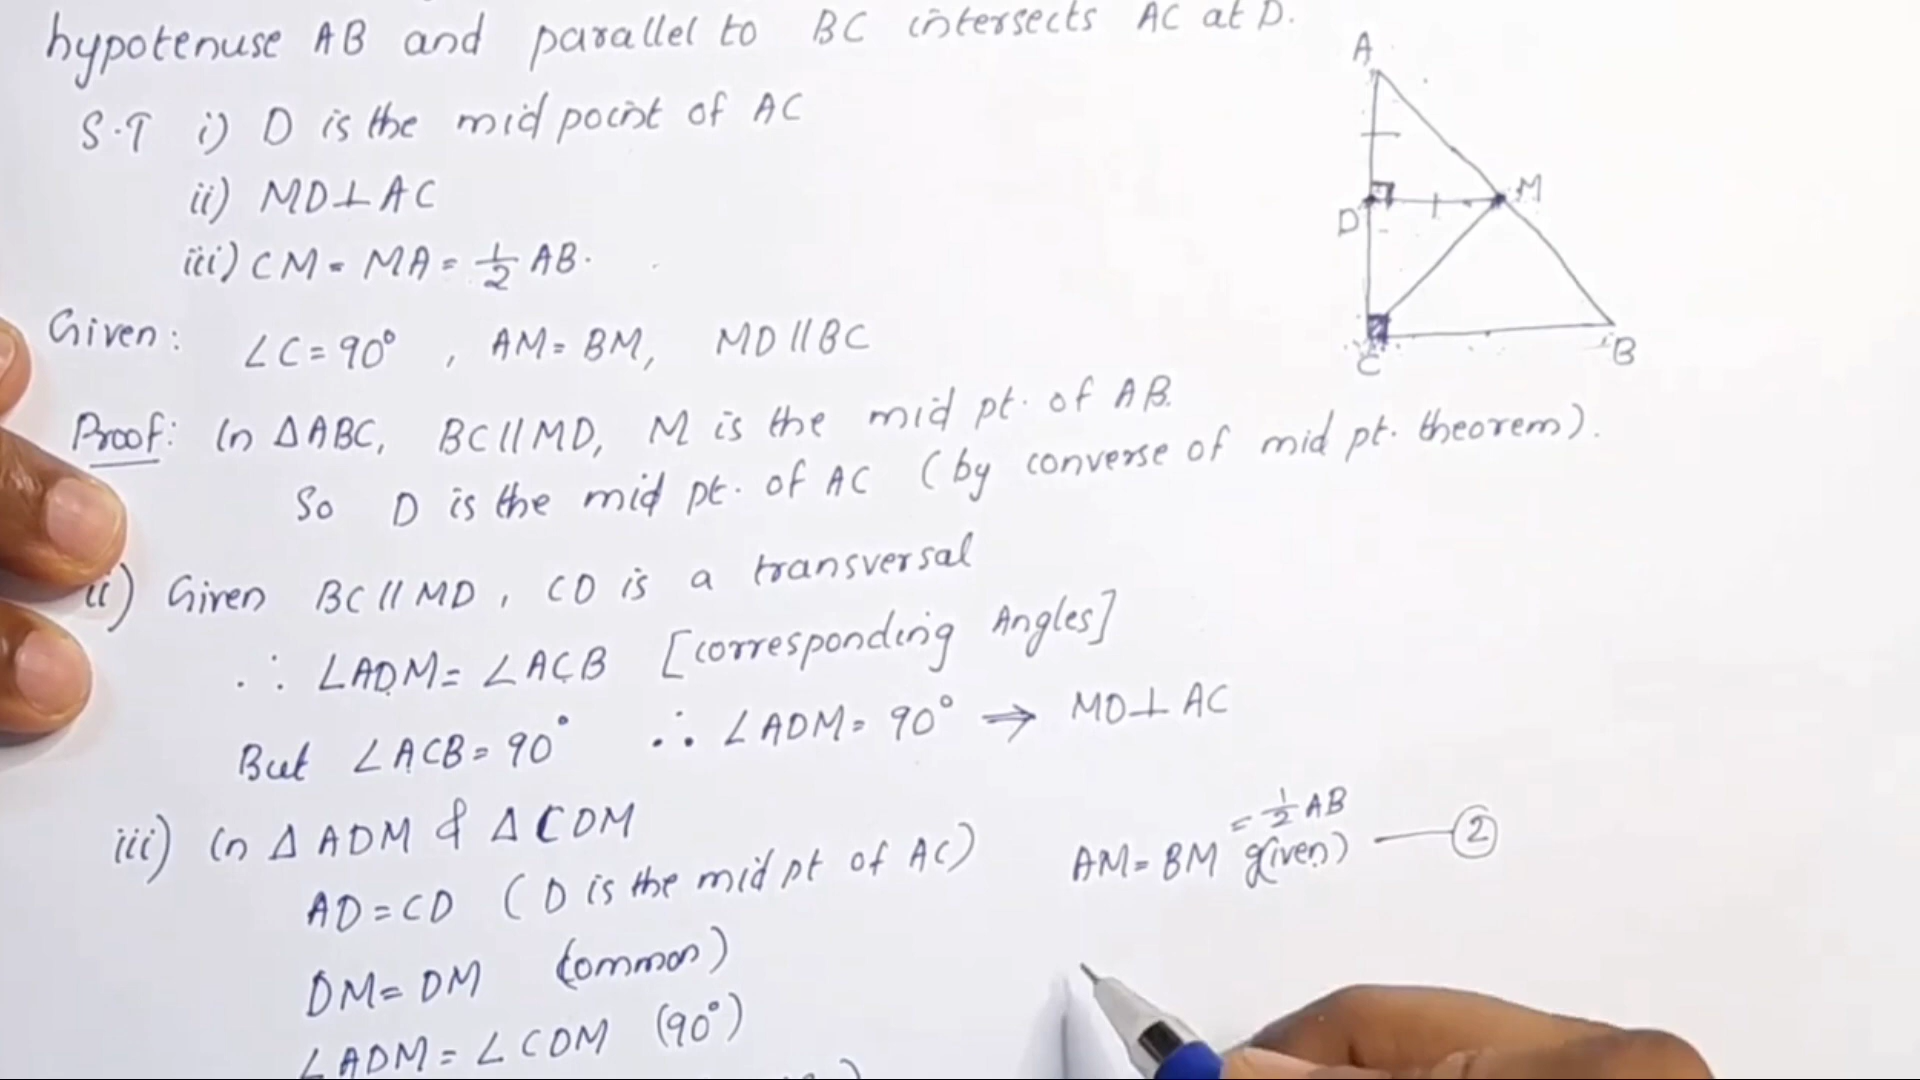 hypotenuse AB and parallel to BC intersects AC at D.
S.T i) D is the mid point of AC
ii) MD⊥AC
iii) CM = MA = 1/2 AB.
Given: ∠C = 90°, AM = BM, MD // BC
Proof: In ΔABC, BC//MD, M is the mid pt. of AB.
So D is the mid pt. of AC (by converse of mid pt. theorem).
ii) Given BC // MD, CD is a transversal
∴ ∠ADM = ∠ACB [corresponding Angles]
But ∠ACB = 90° ∴ ∠ADM = 90° ⇒ MD⊥AC
iii) In Δ ADM & Δ CDM
AD = CD (D is the mid pt of AC)
DM = DM (common)
∠ADM = ∠CDM (90°)
= 1/2 AB
AM = BM (given) — 2
A
D
M
C
B